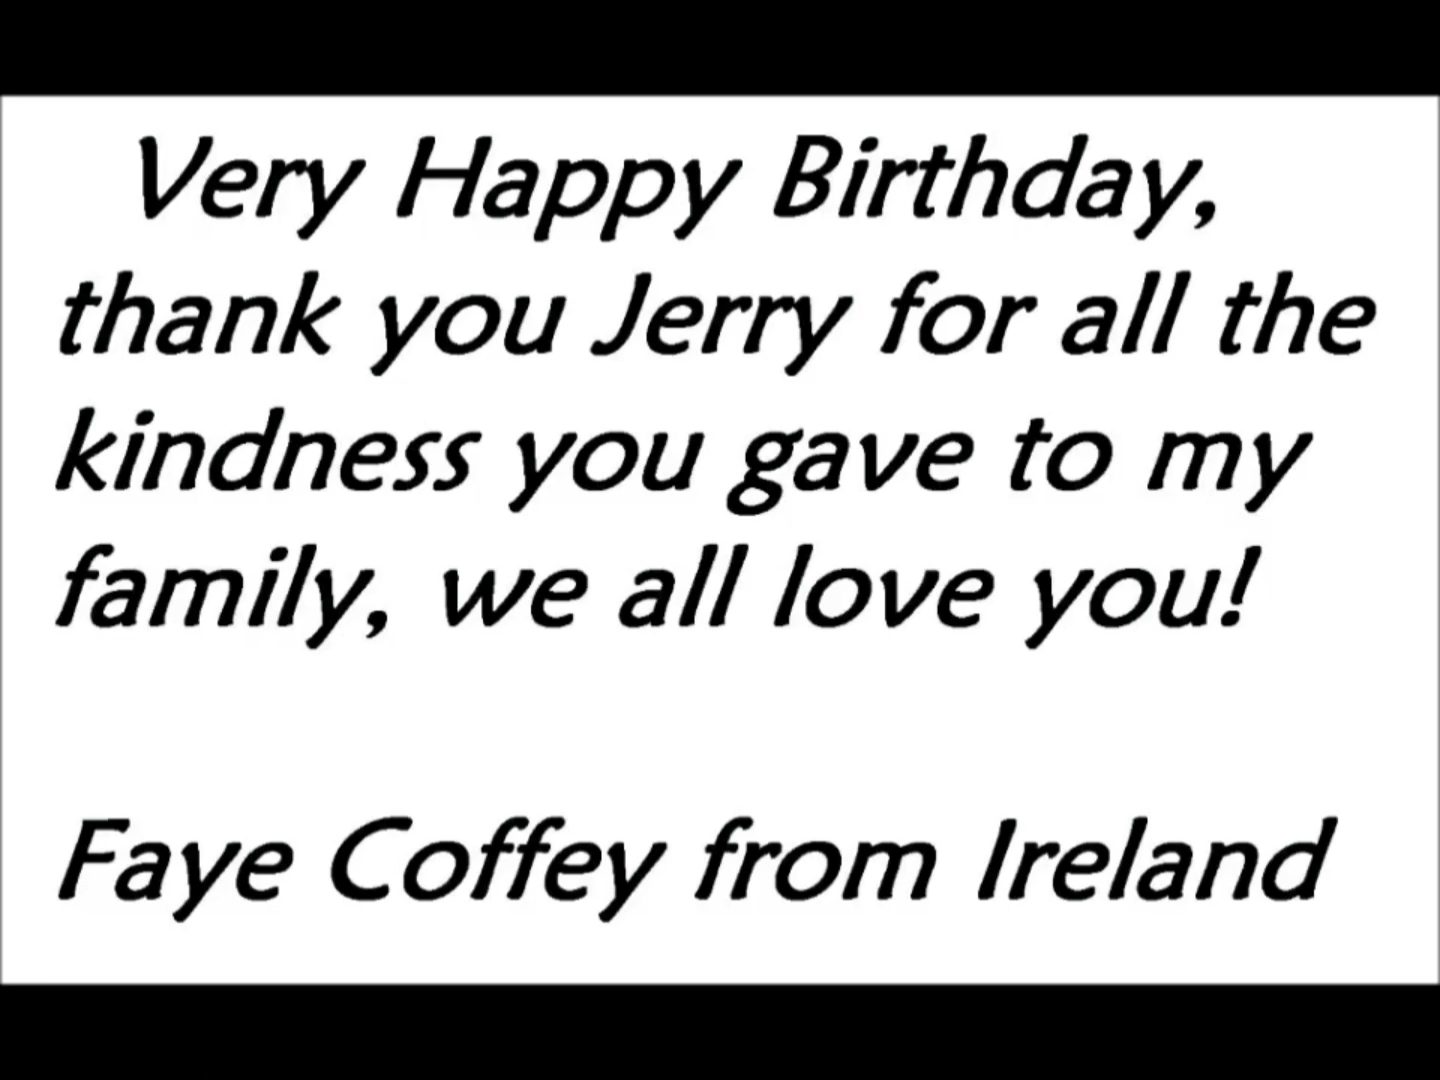 Very Happy Birthday,
thank you Jerry for all the
kindness you gave to my
family, we all love you!
Faye Coffey from Ireland